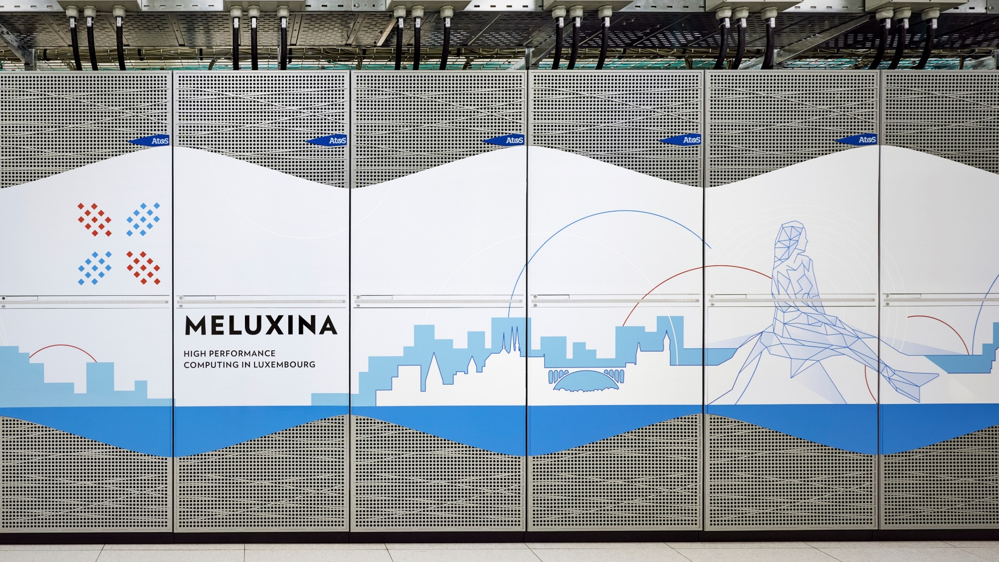 Atos
Atos
Atos
Atos
Atos
MELUXINA
HIGH PERFORMANCE
COMPUTING IN LUXEMBOURG